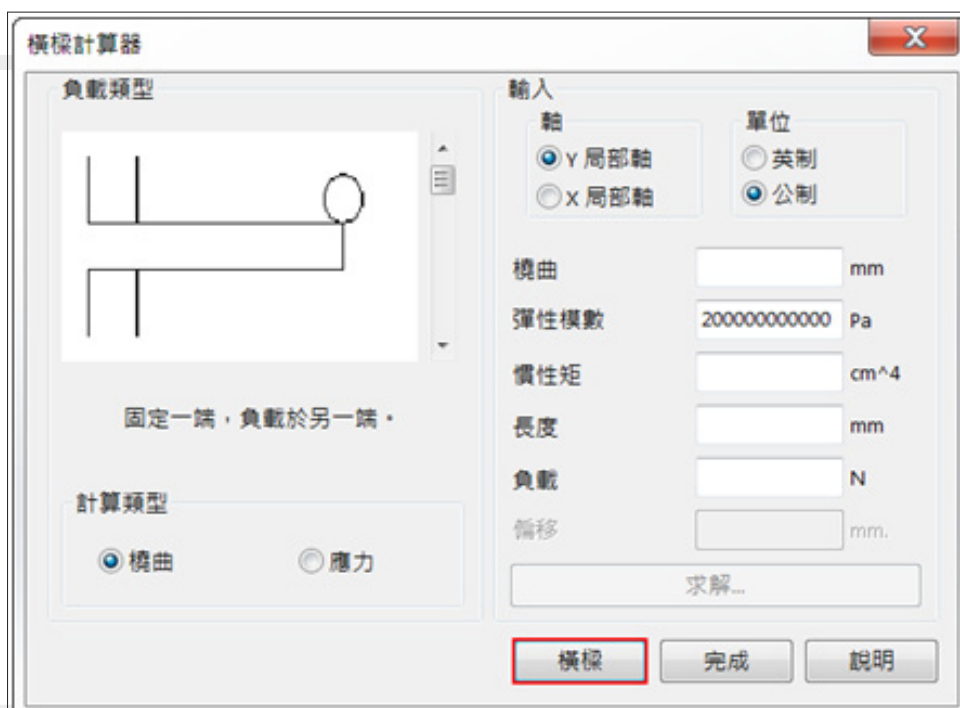 橫樑計算器
負載類型
固定一端，負載於另一端。
計算類型
橈曲
應力
輸入
軸
Y 局部軸
X 局部軸
單位
英制
公制
橈曲 mm
彈性模數 200000000000 Pa
慣性矩 cm^4
長度 mm
負載 N
偏移 mm.
求解...
橫樑 完成 說明